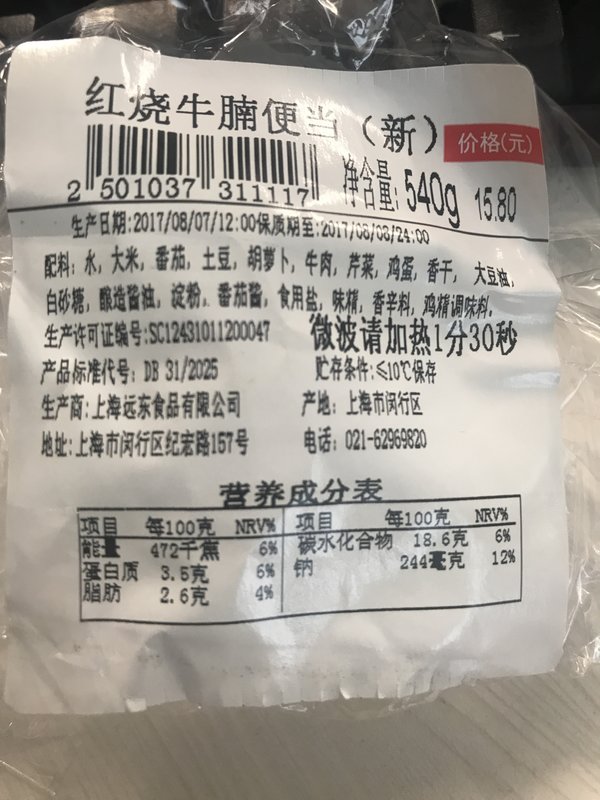 红烧牛腩便当（新）
价格(元)
2 501037 311117
净含量: 540g 15.80
生产日期:2017/08/07/12:00保质期至:2017/08/08/24:00
配料: 水, 大米, 番茄, 土豆, 胡萝卜, 牛肉, 芹菜, 鸡蛋, 香干, 大豆油,
白砂糖, 酿造酱油, 淀粉, 番茄酱, 食用盐, 味精, 香辛料, 鸡精调味料.
生产许可证编号:SC12431011200047 微波请加热1分30秒
产品标准代号: DB 31/2025 贮存条件:≤10℃保存
生产商:上海远东食品有限公司 产地: 上海市闵行区
地址:上海市闵行区纪宏路157号 电话: 021-62969820
营养成分表
项目 每100克 NRV% 项目 每100克 NRV%
能量 472千焦 6% 碳水化合物 18.6克 6%
蛋白质 3.5克 6% 钠 244毫克 12%
脂肪 2.6克 4%